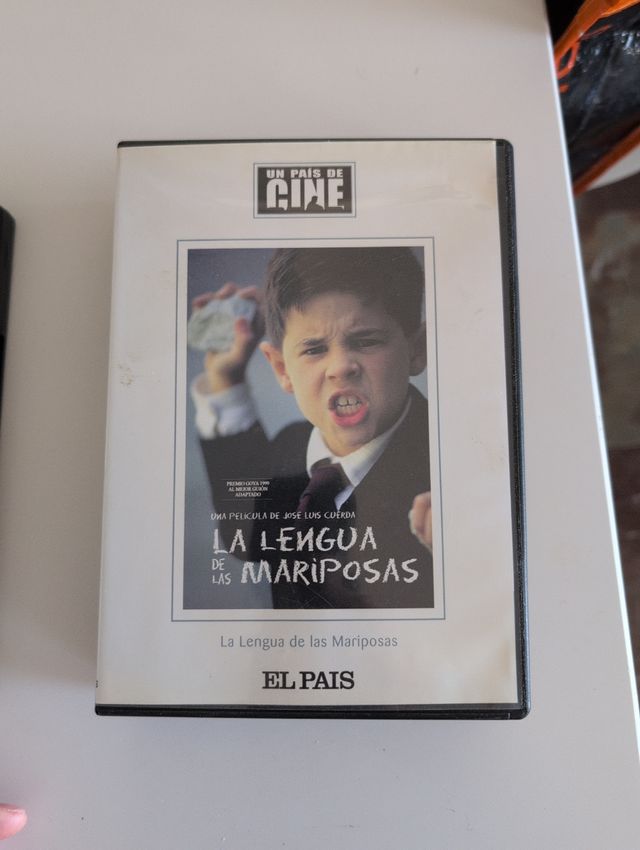 UN PAÍS DE
CINE
PREMIO GOYA 1999
AL MEJOR GUIÓN
ADAPTADO
UNA PELÍCULA DE JOSE LUIS CUERDA
LA LENGUA
DE
LAS MARIPOSAS
La Lengua de las Mariposas
EL PAIS